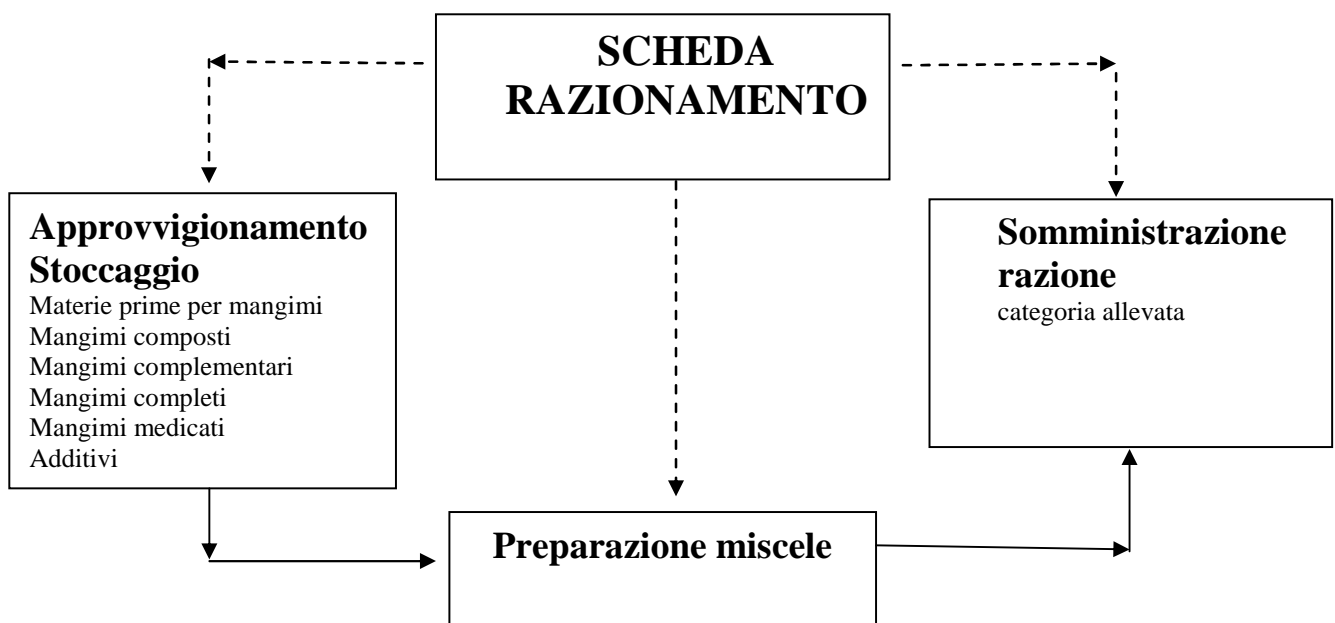 SCHEDA
RAZIONAMENTO
Approvvigionamento
Stoccaggio
Materie prime per mangimi
Mangimi composti
Mangimi complementari
Mangimi completi
Mangimi medicati
Additivi
Somministrazione
razione
categoria allevata
Preparazione miscele